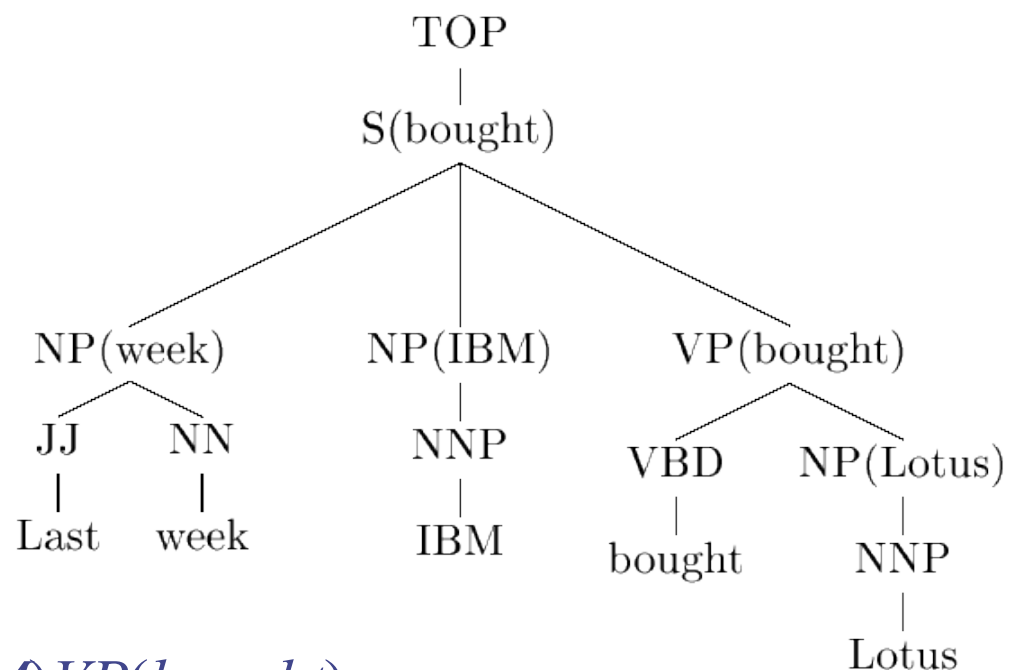 TOP
S(bought)
NP(week) NP(IBM) VP(bought)
JJ NN NNP VBD NP(Lotus)
Last week IBM bought NNP
Lotus